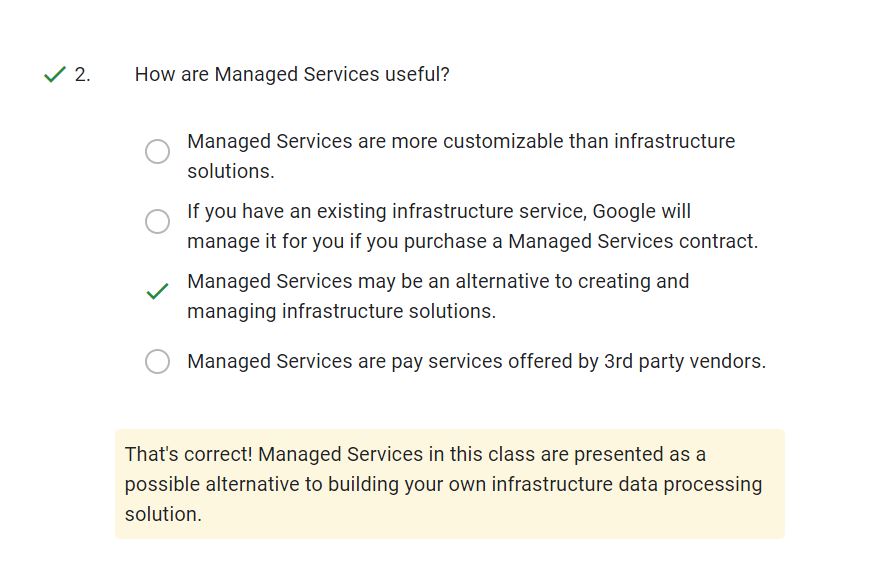 2. How are Managed Services useful?
Managed Services are more customizable than infrastructure
solutions.
If you have an existing infrastructure service, Google will
manage it for you if you purchase a Managed Services contract.
Managed Services may be an alternative to creating and
managing infrastructure solutions.
Managed Services are pay services offered by 3rd party vendors.
That's correct! Managed Services in this class are presented as a
possible alternative to building your own infrastructure data processing
solution.